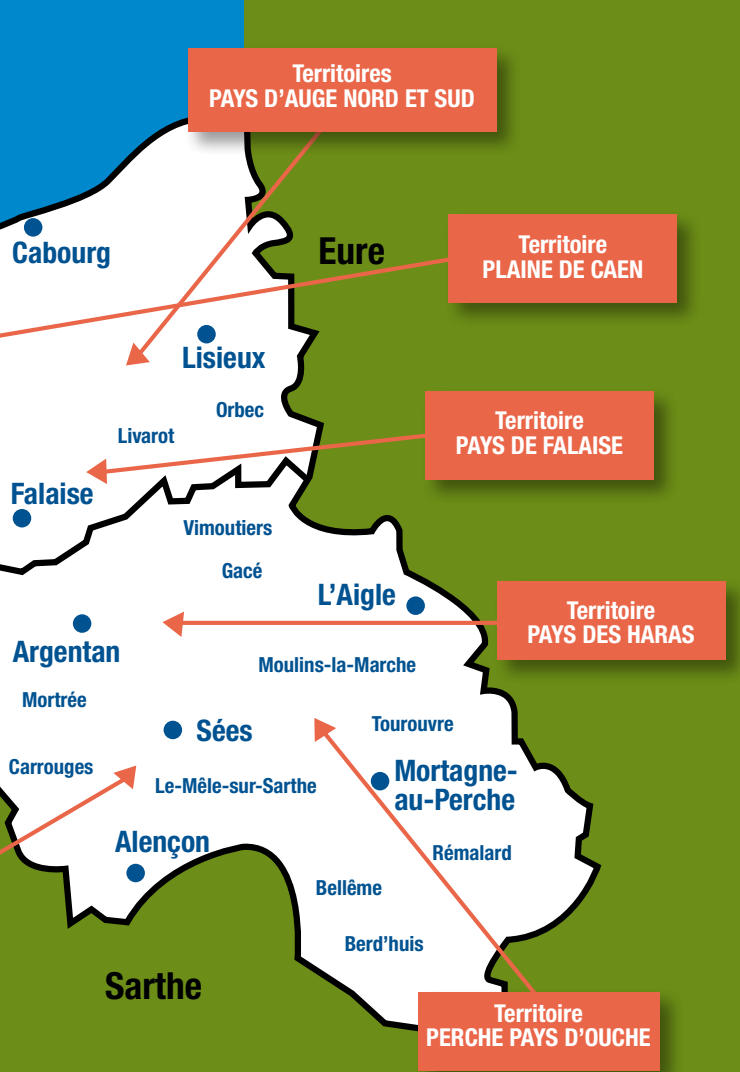 Territoires
PAYS D'AUGE NORD ET SUD
Cabourg
Eure
Territoire
PLAINE DE CAEN
Lisieux
Orbec
Livarot
Territoire
PAYS DE FALAISE
Falaise
Vimoutiers
Gacé
L'Aigle
Territoire
PAYS DES HARAS
Argentan
Moulins-la-Marche
Mortrée
Sées
Tourouvre
Carrouges
Le-Mêle-sur-Sarthe
Mortagne-
au-Perche
Alençon
Rémalard
Bellême
Berd'huis
Sarthe
Territoire
PERCHE PAYS D'OUCHE